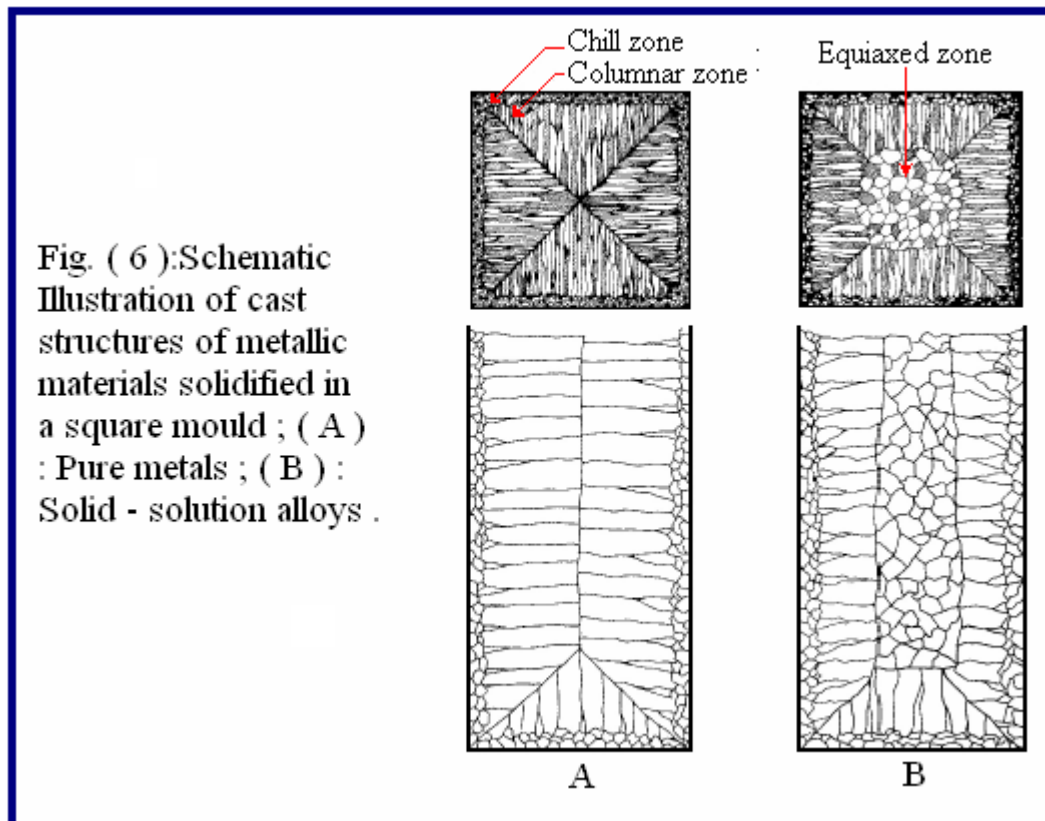 Chill zone
Columnar zone
Equiaxed zone
Fig. ( 6 ):Schematic
Illustration of cast
structures of metallic
materials solidified in
a square mould ; ( A )
: Pure metals ; ( B ) :
Solid - solution alloys .
A
B